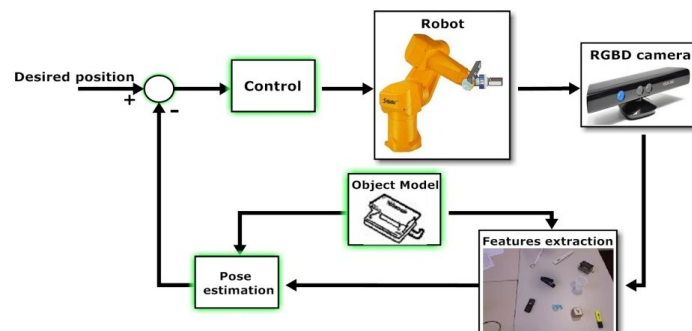 Robot
RGBD camera
Desired position
+
-
Control
Object Model
Features extraction
Pose
estimation